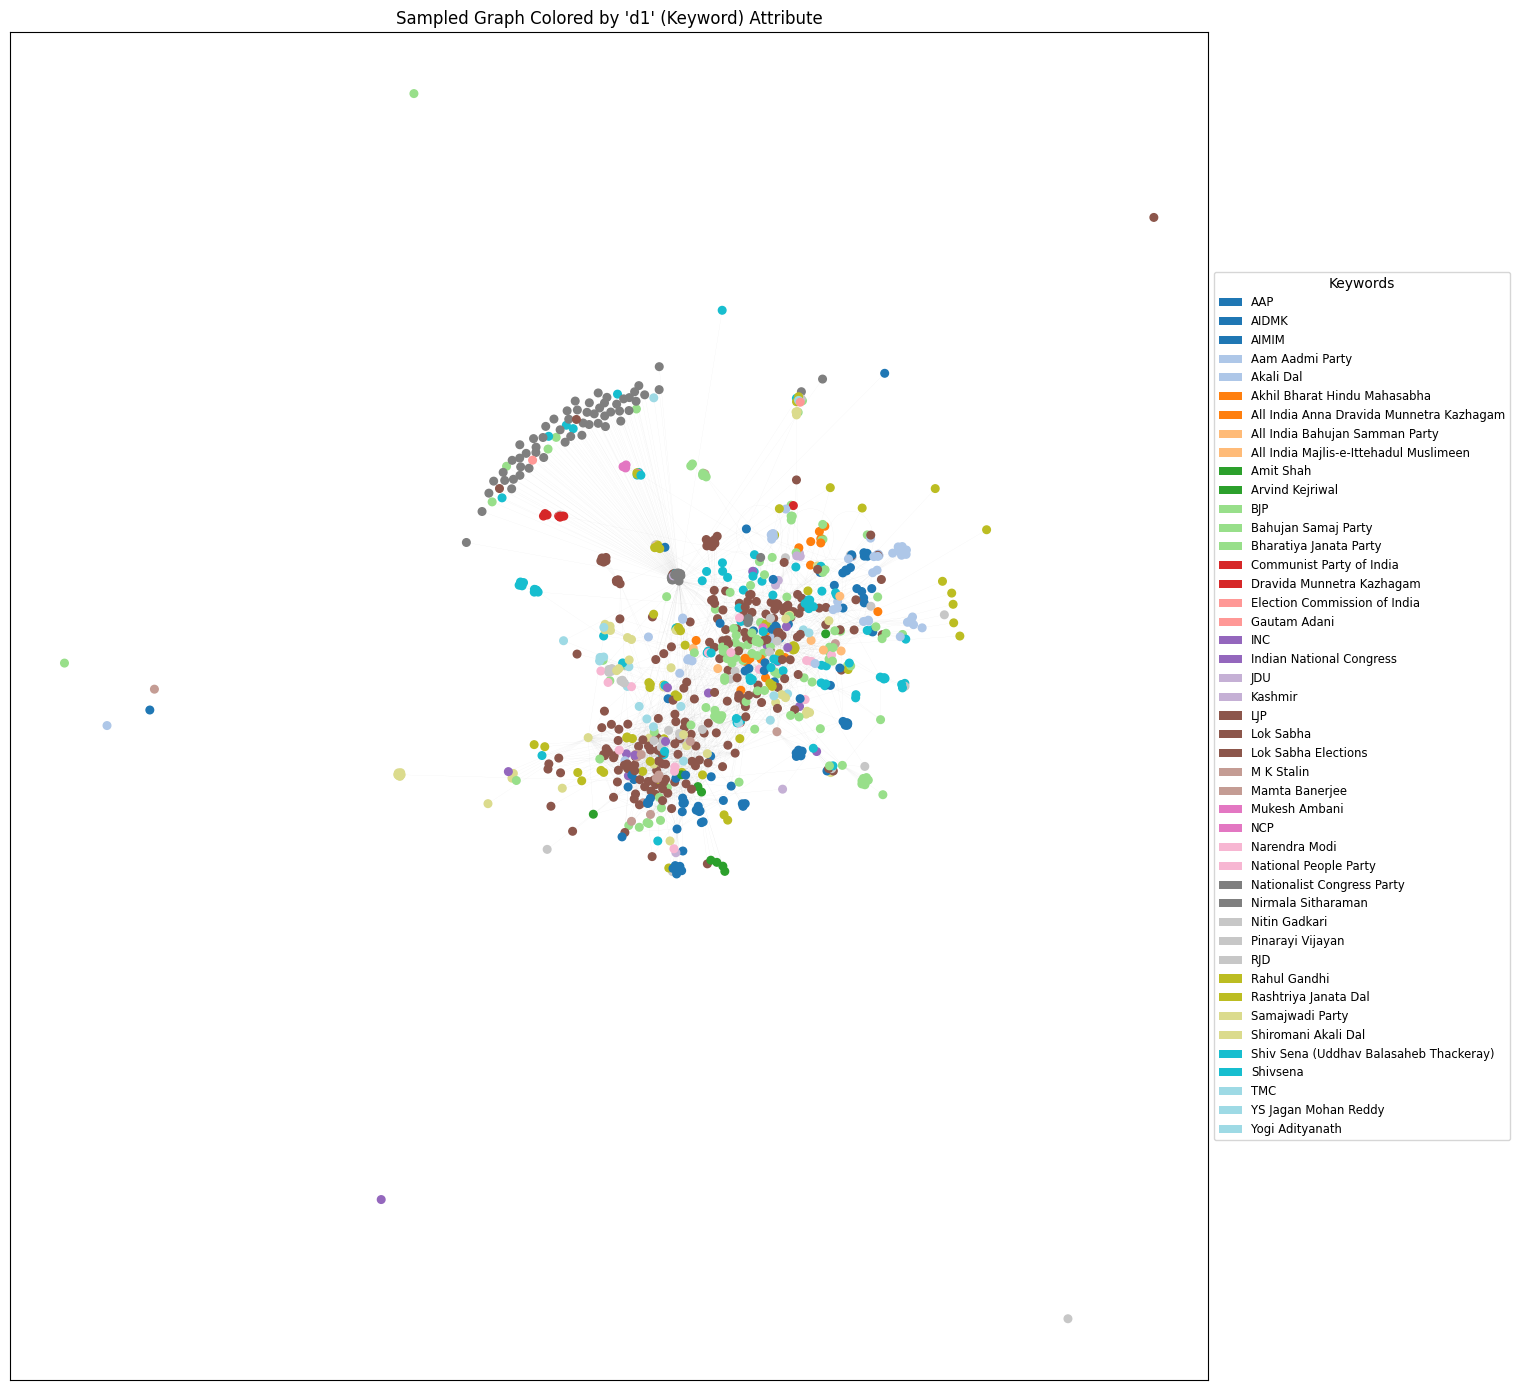 Sampled Graph Colored by 'd1' (Keyword) Attribute
Keywords
AAP
AIDMK
AIMIM
Aam Aadmi Party
Akali Dal
Akhil Bharat Hindu Mahasabha
All India Anna Dravida Munnetra Kazhagam
All India Bahujan Samman Party
All India Majlis-e-Ittehadul Muslimeen
Amit Shah
Arvind Kejriwal
BJP
Bahujan Samaj Party
Bharatiya Janata Party
Communist Party of India
Dravida Munnetra Kazhagam
Election Commission of India
Gautam Adani
INC
Indian National Congress
JDU
Kashmir
LJP
Lok Sabha
Lok Sabha Elections
M K Stalin
Mamta Banerjee
Mukesh Ambani
NCP
Narendra Modi
National People Party
Nationalist Congress Party
Nirmala Sitharaman
Nitin Gadkari
Pinarayi Vijayan
RJD
Rahul Gandhi
Rashtriya Janata Dal
Samajwadi Party
Shiromani Akali Dal
Shiv Sena (Uddhav Balasaheb Thackeray)
Shivsena
TMC
YS Jagan Mohan Reddy
Yogi Adityanath